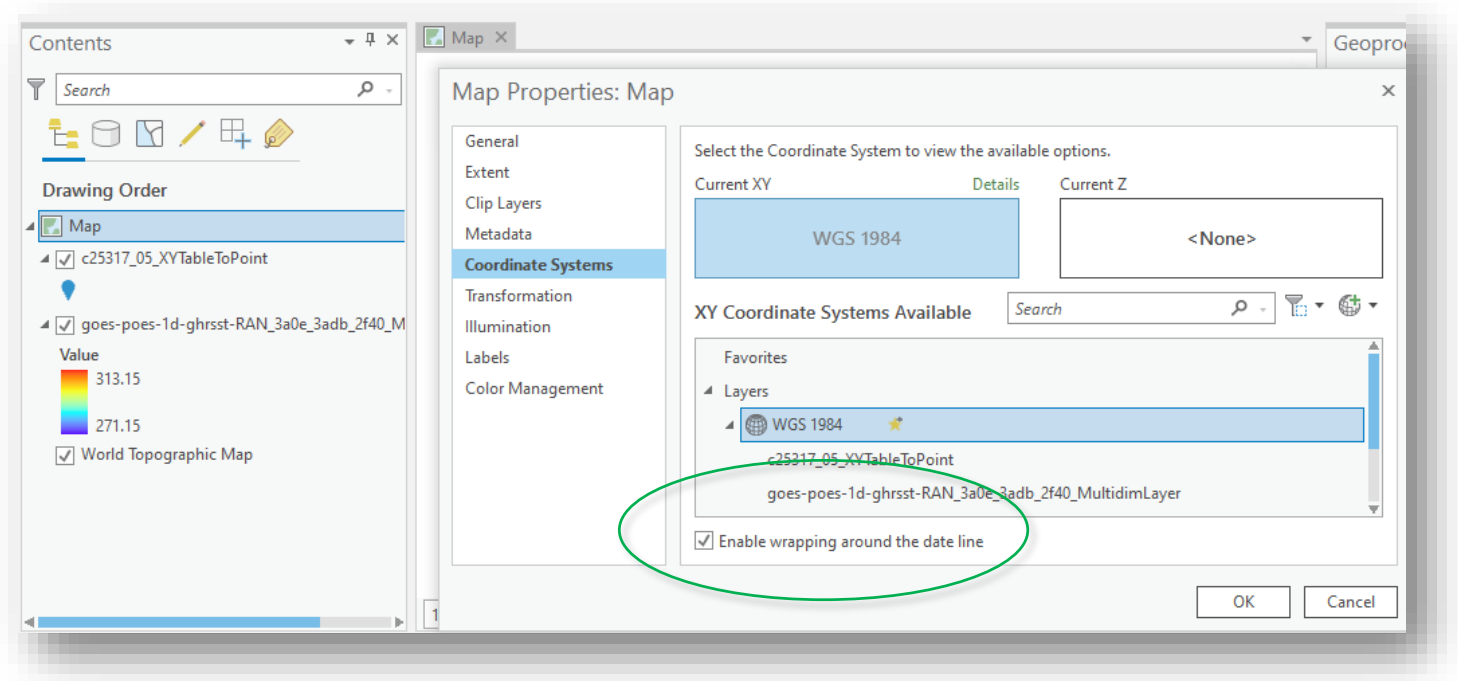 Contents
Search
Drawing Order
Map
c25317_05_XYTableToPoint
goes-poes-1d-ghrsst-RAN_3a0e_3adb_2f40_M
Value
313.15
271.15
World Topographic Map
Map
Geopro
Map Properties: Map
General
Extent
Clip Layers
Metadata
Coordinate Systems
Transformation
Illumination
Labels
Color Management
Select the Coordinate System to view the available options.
Current XY
Details
Current Z
WGS 1984
<None>
XY Coordinate Systems Available
Search
Favorites
Layers
WGS 1984
c25317_05_XYTableToPoint
goes-poes-1d-ghrsst-RAN_3a0e_3adb_2f40_MultidimLayer
Enable wrapping around the date line
OK
Cancel
1